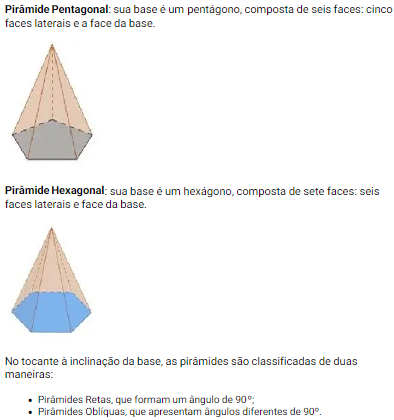 Pirâmide Pentagonal: sua base é um pentágono, composta de seis faces: cinco
faces laterais e a face da base.
Pirâmide Hexagonal: sua base é um hexágono, composta de sete faces: seis
faces laterais e face da base.
No tocante à inclinação da base, as pirâmides são classificadas de duas
maneiras:
• Pirâmides Retas, que formam um ângulo de 90º;
• Pirâmides Oblíquas, que apresentam ângulos diferentes de 90º.